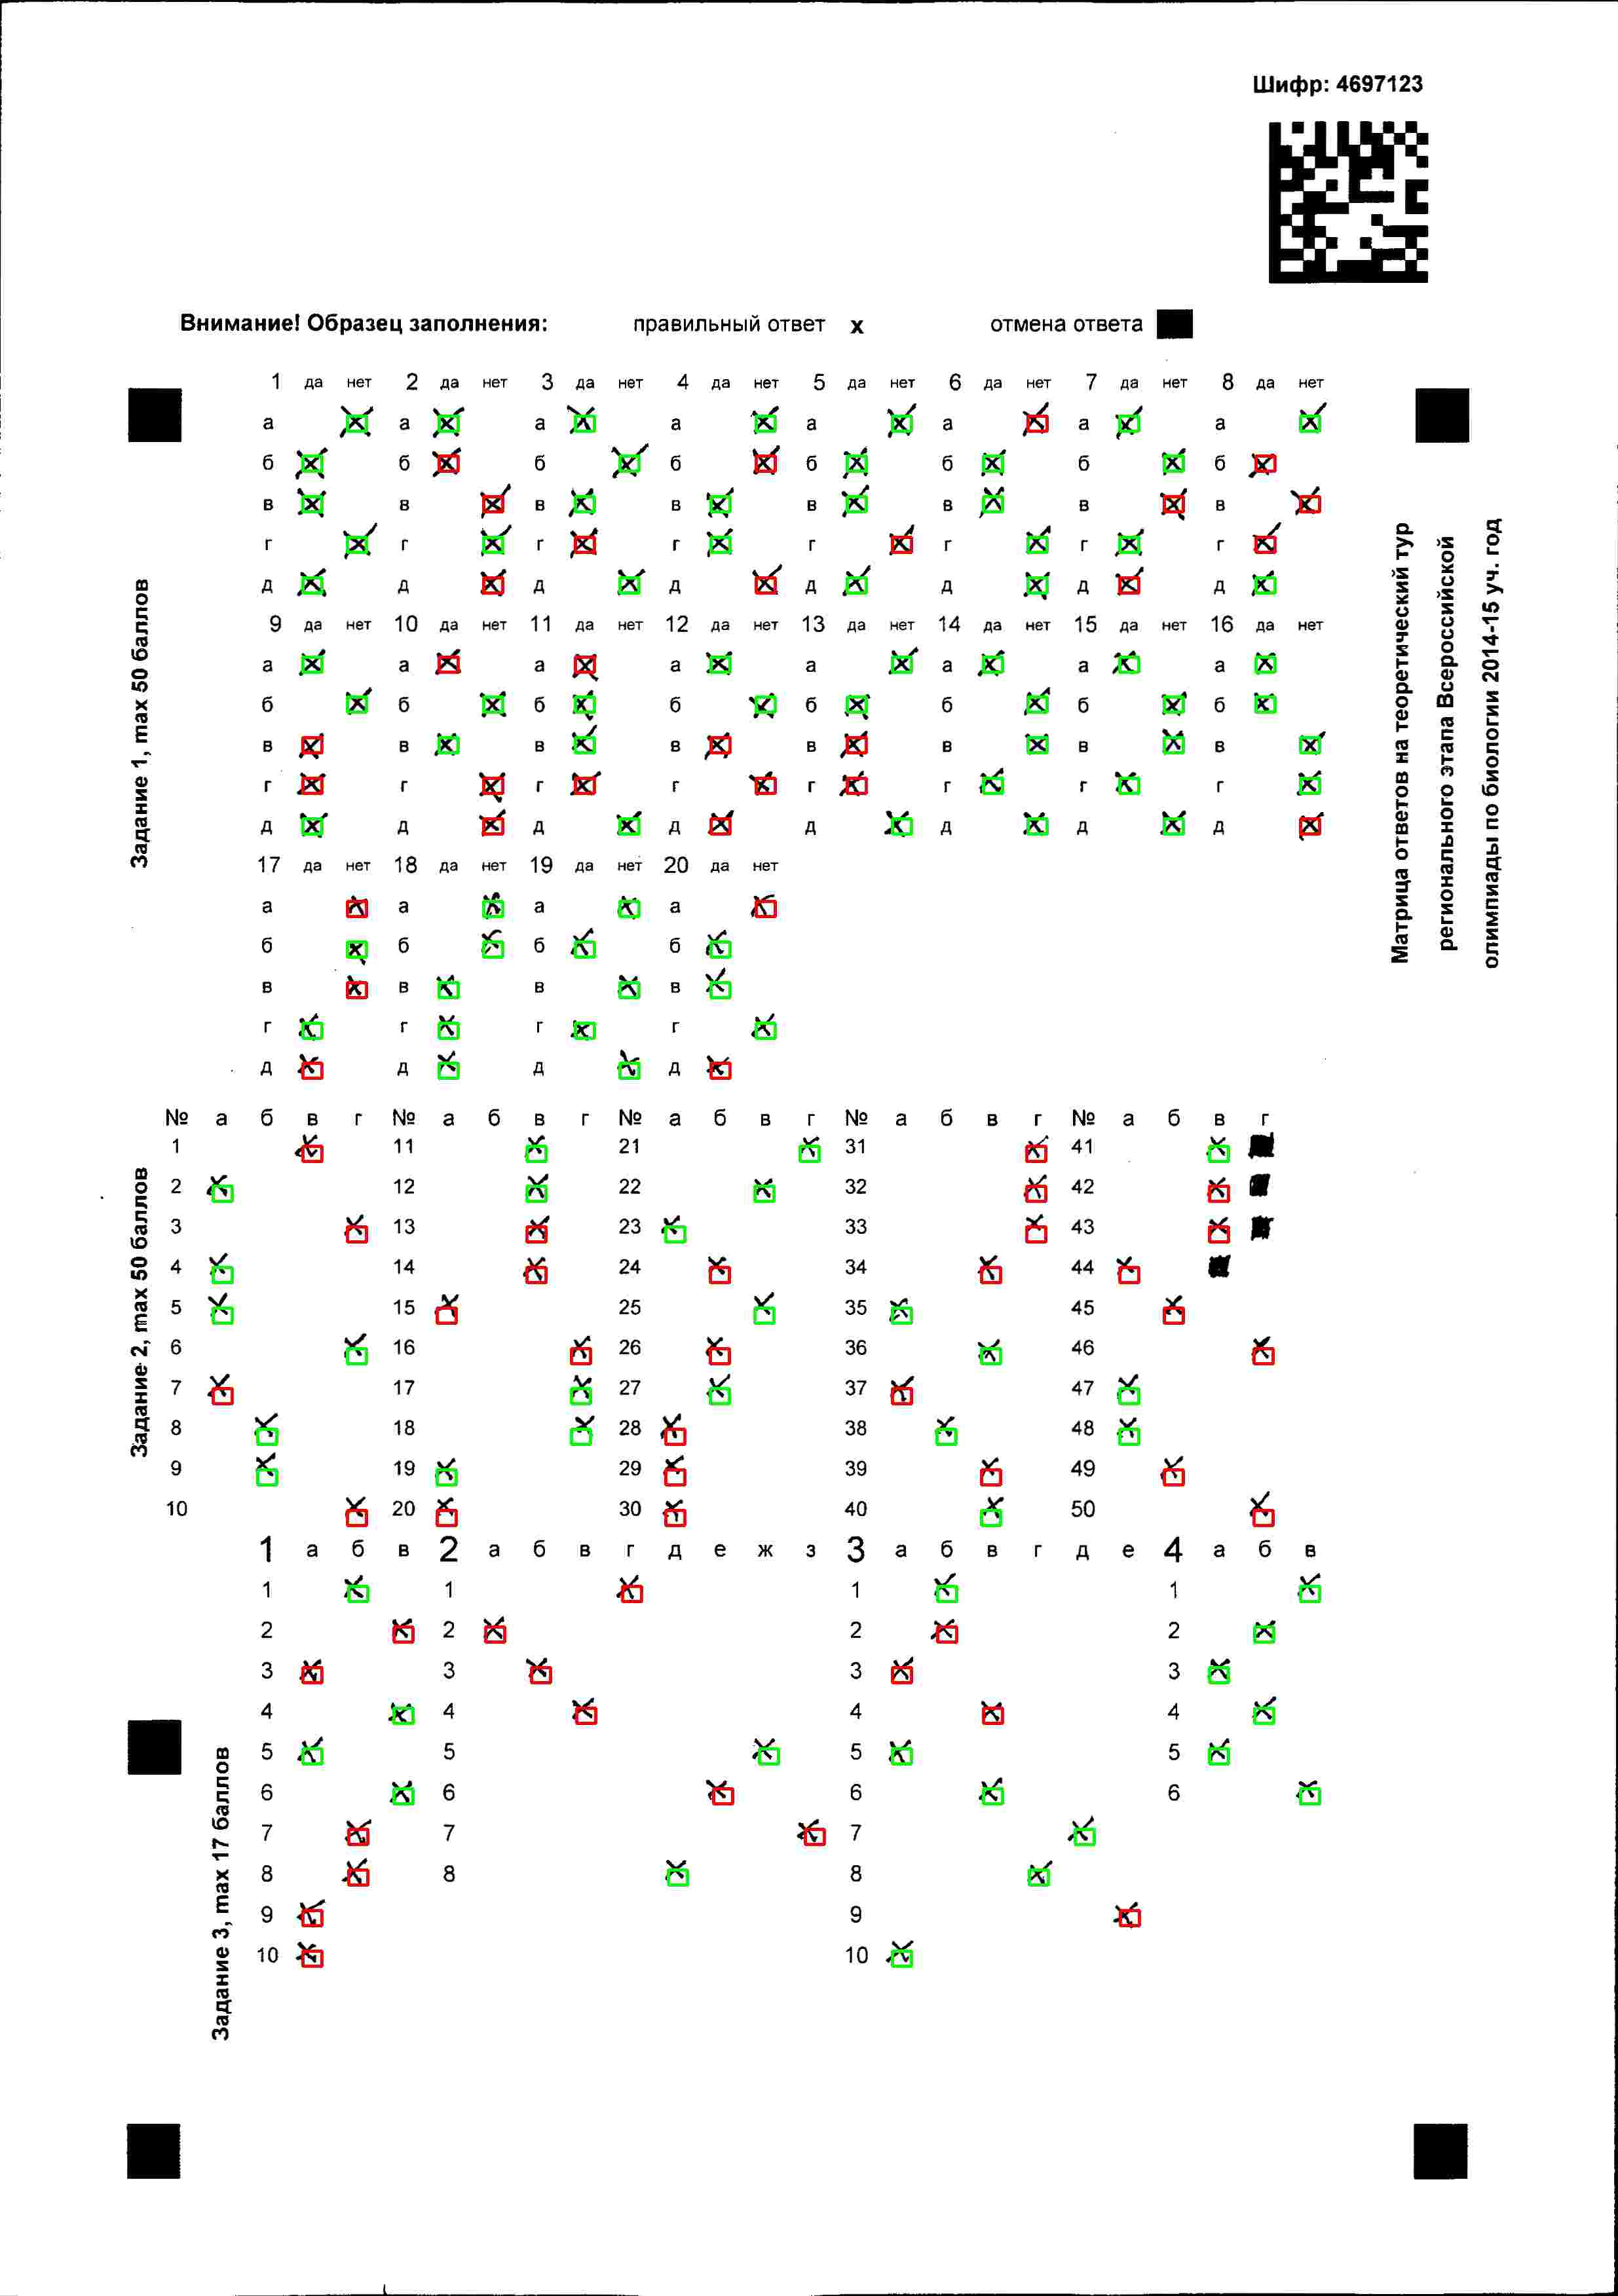 Шифр: 4697123
Внимание! Образец заполнения: правильный ответ x отмена ответа
Задание 1, max 50 баллов
1 да нет 2 да нет 3 да нет 4 да нет 5 да нет 6 да нет 7 да нет 8 да нет
а а а а а а а а
б б б б б б б б
в в в в в в в в
г г г г г г г г
д д д д д д д д
9 да нет 10 да нет 11 да нет 12 да нет 13 да нет 14 да нет 15 да нет 16 да нет
а а а а а а а а
б б б б б б б б
в в в в в в в в
г г г г г г г г
д д д д д д д д
17 да нет 18 да нет 19 да нет 20 да нет
а а а а
б б б б
в в в в
г г г г
д д д д
Матрица ответов на теоретический тур
регионального этапа Всероссийской
олимпиады по биологии 2014-15 уч. год
Задание 2, max 50 баллов
№ а б в г № а б в г № а б в г № а б в г № а б в г
1 11 21 31 41
2 12 22 32 42
3 13 23 33 43
4 14 24 34 44
5 15 25 35 45
6 16 26 36 46
7 17 27 37 47
8 18 28 38 48
9 19 29 39 49
10 20 30 40 50
Задание 3, max 17 баллов
1 а б в 2 а б в г д е ж з 3 а б в г д е 4 а б в
1 1 1 1
2 2 2 2
3 3 3 3
4 4 4 4
5 5 5 5
6 6 6 6
7 7 7
8 8 8
9 9
10 10